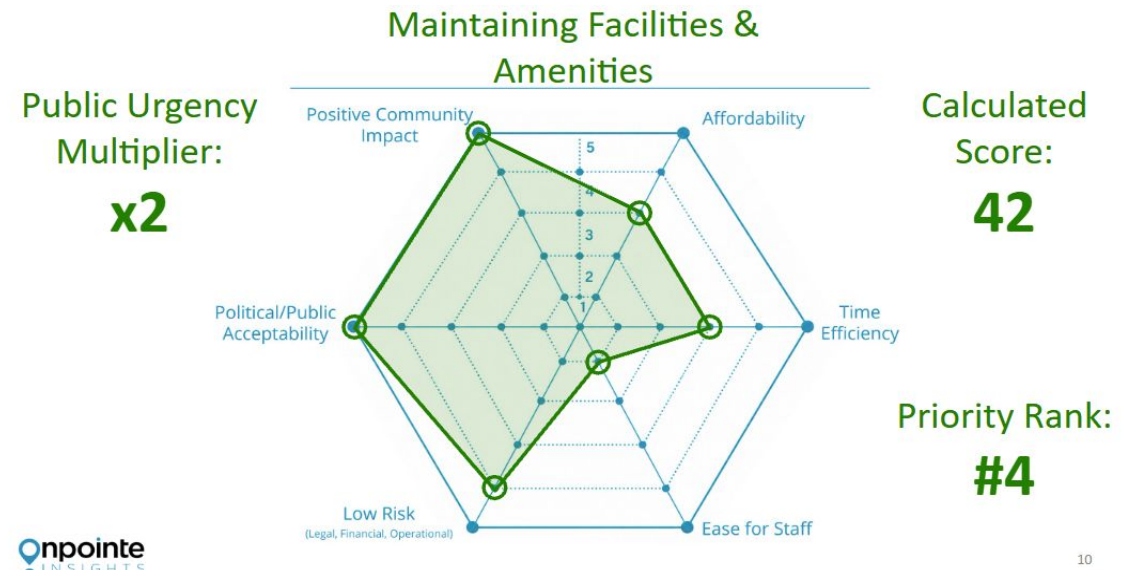 Maintaining Facilities &
Amenities
Public Urgency
Multiplier:
x2
Positive Community
Impact
Affordability
Calculated
Score:
42
5
4
3
2
1
Political/Public
Acceptability
Time
Efficiency
Priority Rank:
#4
Low Risk
(Legal, Financial, Operational)
Ease for Staff
Onpointe
INSIGHTS
10